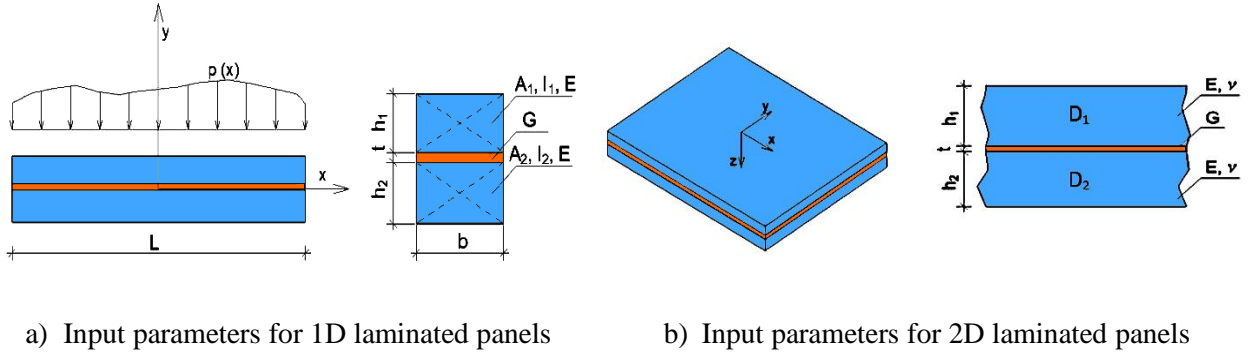 y
p (x)
x
L
h₁
t
h₂
b
A₁, I₁, E
G
A₂, I₂, E
y
x
z
h₁
t
h₂
D₁
D₂
E, ν
G
E, ν
a) Input parameters for 1D laminated panels
b) Input parameters for 2D laminated panels